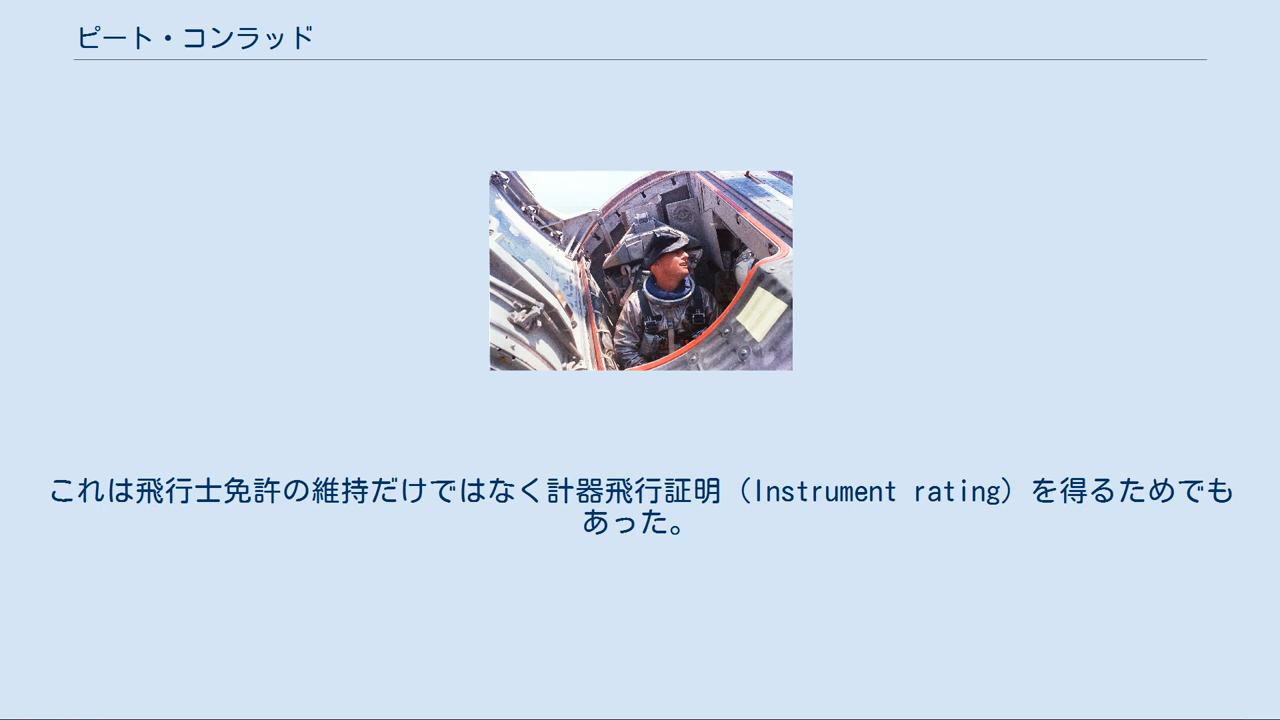 ピート・コンラッド
これは飛行士免許の維持だけではなく計器飛行証明（Instrument rating）を得るためでも
あった。